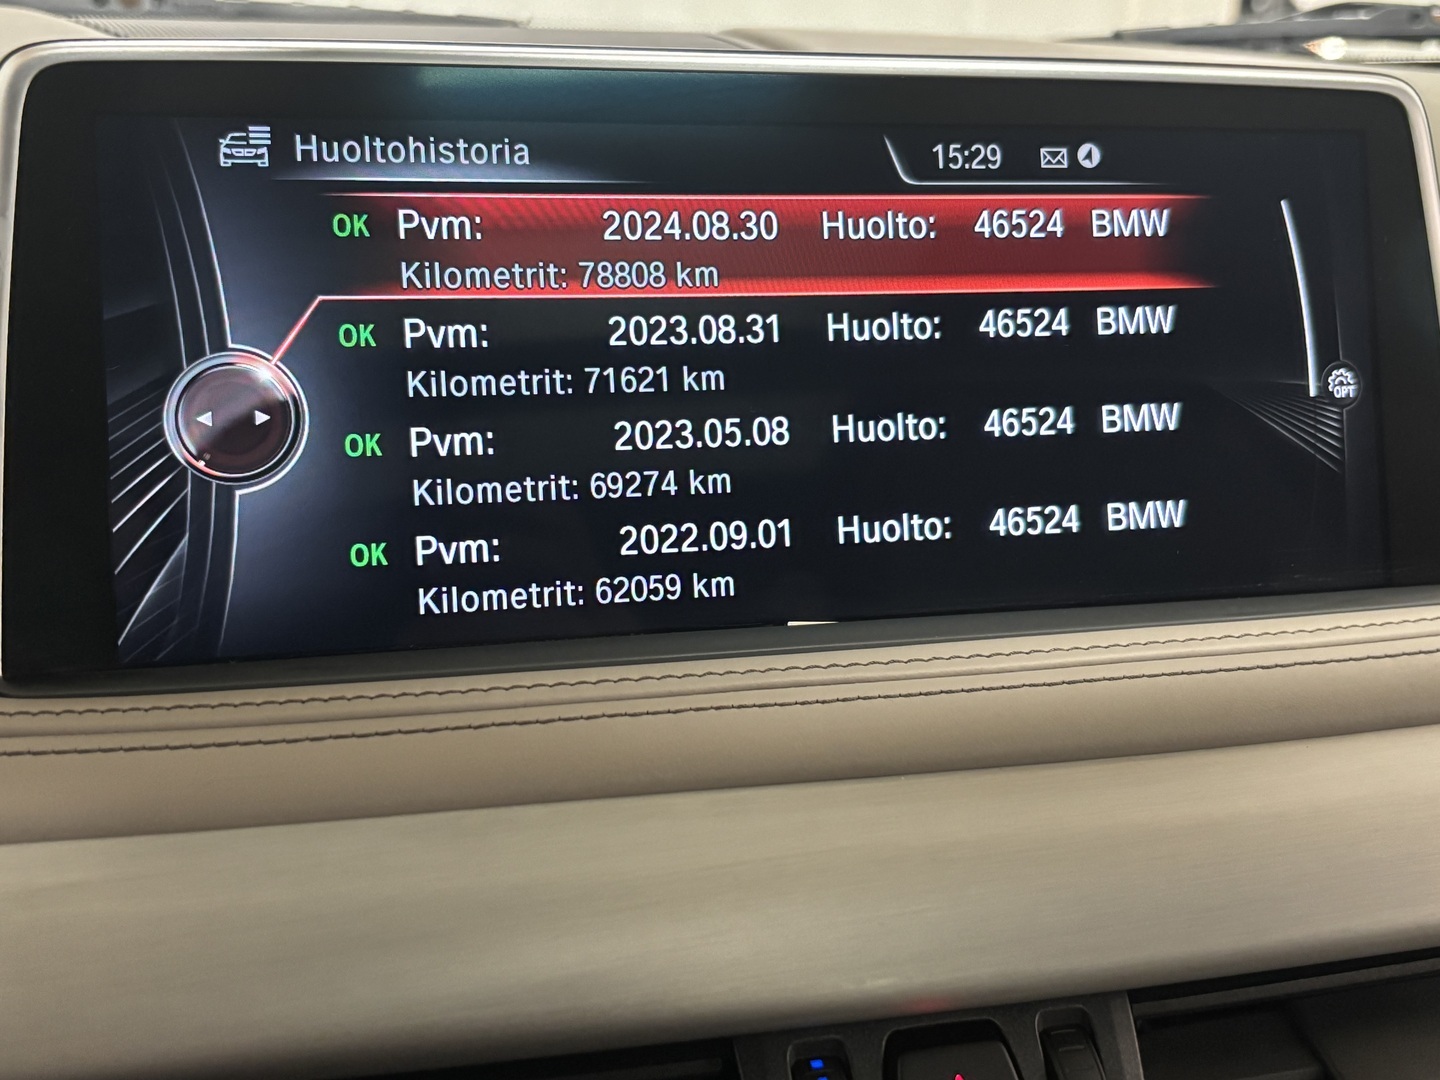 Huoltohistoria 15:29
OK Pvm: 2024.08.30 Huolto: 46524 BMW
Kilometrit: 78808 km
OK Pvm: 2023.08.31 Huolto: 46524 BMW
Kilometrit: 71621 km
OK Pvm: 2023.05.08 Huolto: 46524 BMW
Kilometrit: 69274 km
OK Pvm: 2022.09.01 Huolto: 46524 BMW
Kilometrit: 62059 km
OPT